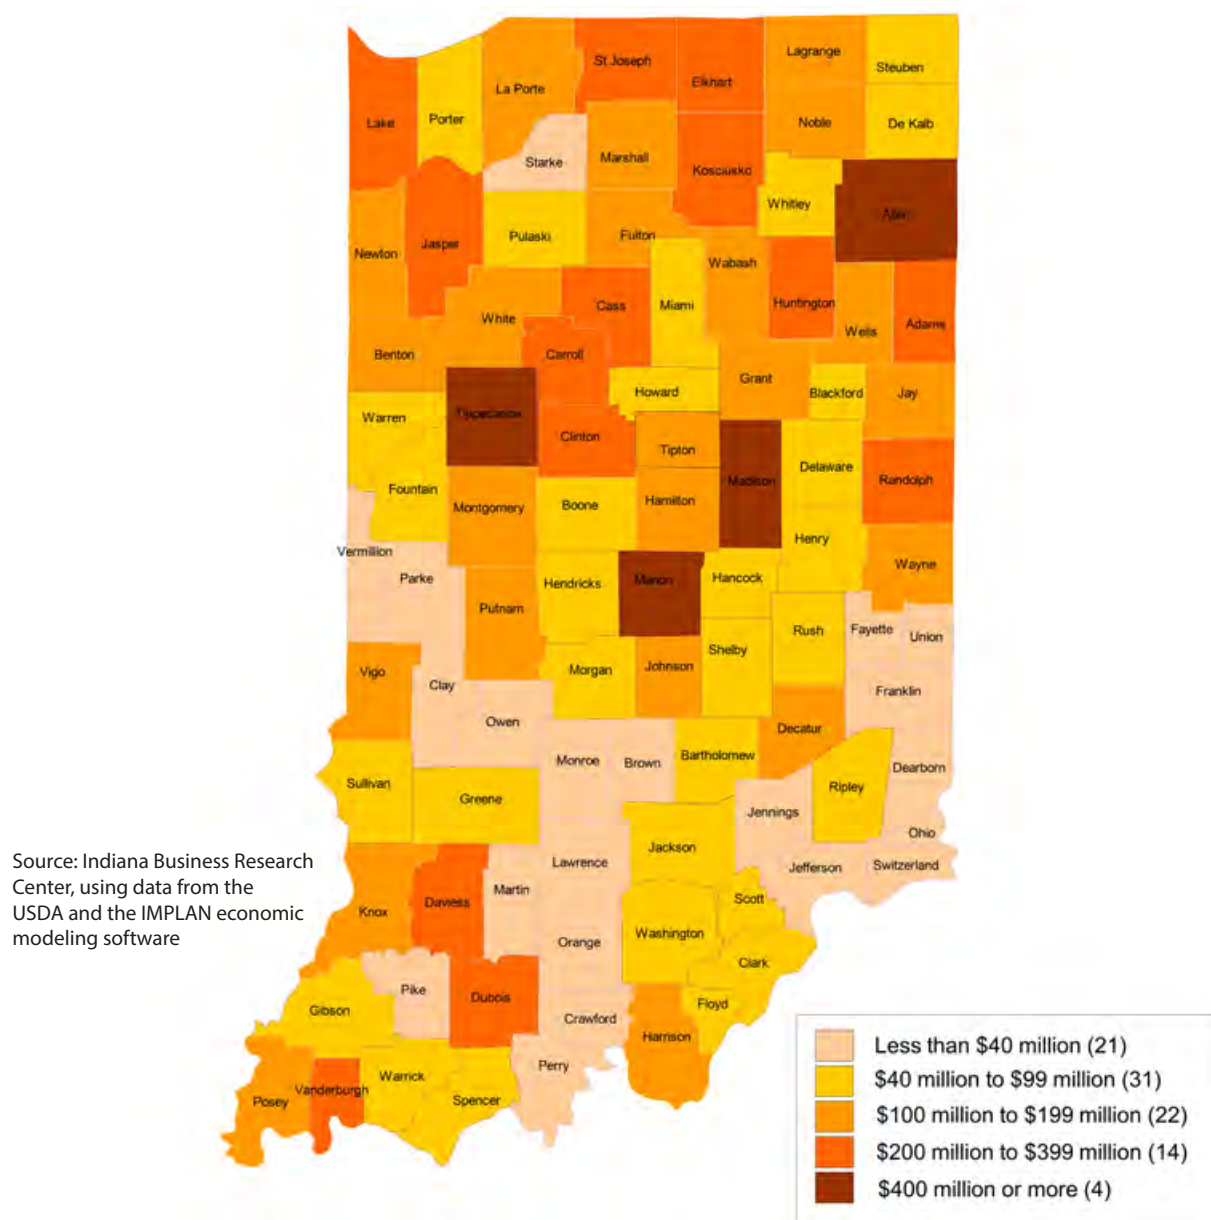 Lagrange
St Joseph
Steuben
Elkhart
La Porte
Lake
Porter
Noble
De Kalb
Starke
Marshall
Kosciusko
Whitley
Allen
Newton
Jasper
Pulaski
Fulton
Wabash
White
Cass
Miami
Huntington
Wells
Adams
Benton
Carroll
Grant
Howard
Blackford
Jay
Warren
Tippecanoe
Clinton
Tipton
Fountain
Montgomery
Boone
Hamilton
Madison
Delaware
Randolph
Henry
Vermillion
Parke
Hendricks
Marion
Hancock
Wayne
Putnam
Rush
Fayette
Union
Vigo
Clay
Morgan
Johnson
Shelby
Franklin
Owen
Decatur
Monroe
Brown
Bartholomew
Dearborn
Sullivan
Greene
Ripley
Jennings
Ohio
Jackson
Lawrence
Jefferson
Switzerland
Source: Indiana Business Research
Center, using data from the
USDA and the IMPLAN economic
modeling software
Knox
Daviess
Martin
Scott
Orange
Washington
Clark
Pike
Dubois
Floyd
Gibson
Crawford
Harrison
Perry
Warrick
Vanderburgh
Posey
Spencer
Less than $40 million (21)
$40 million to $99 million (31)
$100 million to $199 million (22)
$200 million to $399 million (14)
$400 million or more (4)